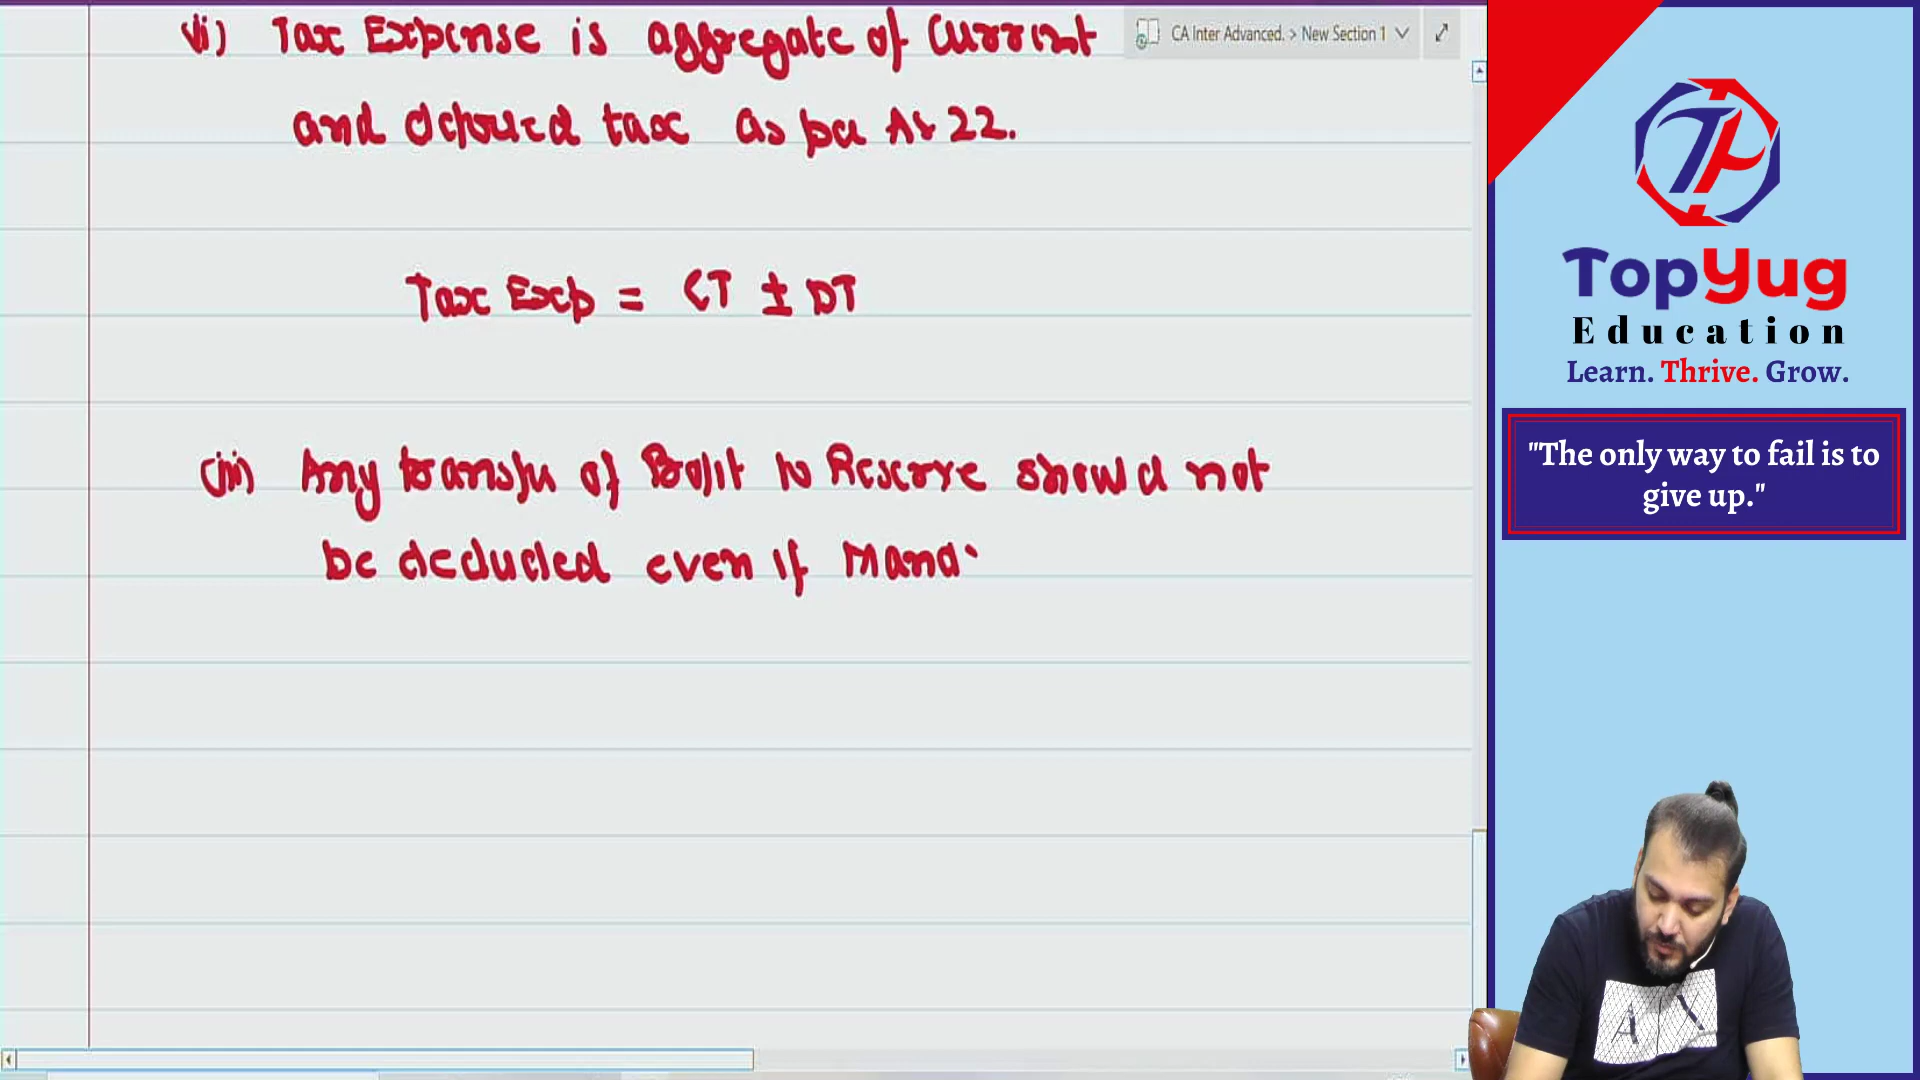 vi) Tax Expense is aggregate of Current
and deferred tax as per AS 22.
Tax Exp = CT ± DT
(iii) Any transfer of Profit to Reserve should not
be deducted even if Mana
CA Inter Advanced. > New Section 1
TopYug
Education
Learn. Thrive. Grow.
"The only way to fail is to
give up."
A X